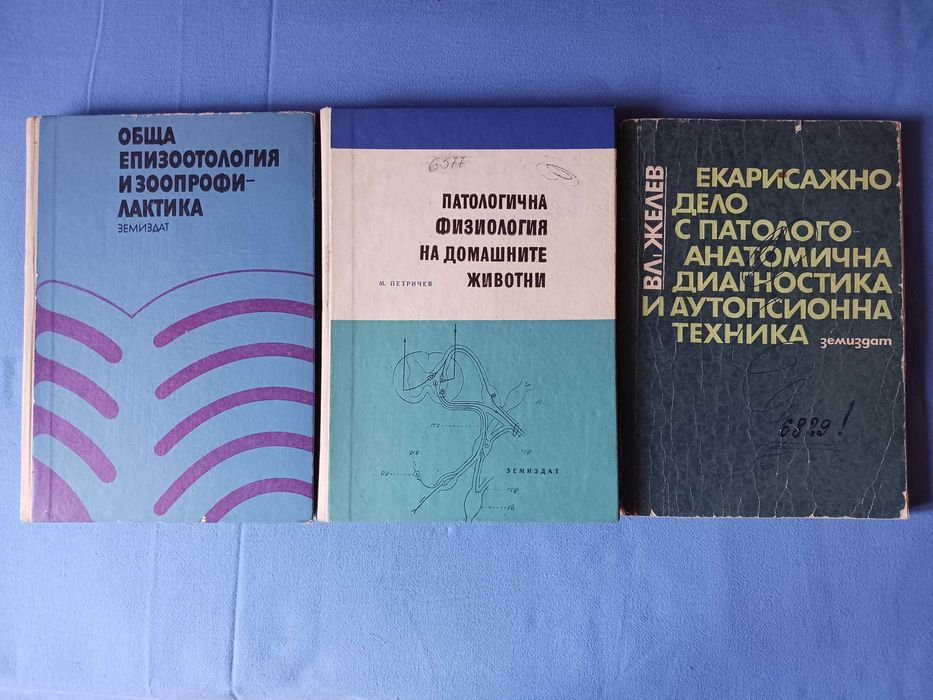 ОБЩА
ЕПИЗООТОЛОГИЯ
И ЗООПРОФИ-
ЛАКТИКА
ЗЕМИЗДАТ
6577
ПАТОЛОГИЧНА
ФИЗИОЛОГИЯ
НА ДОМАШНИТЕ
ЖИВОТНИ
М. ПЕТРИЧЕВ
ЗЕМИЗДАТ
ВЛ. ЖЕЛЕВ
ЕКАРИСАЖНО
ДЕЛО
С ПАТОЛОГО-
АНАТОМИЧНА
ДИАГНОСТИКА
И АУТОПСИОННА
ТЕХНИКА
земиздат
6829!